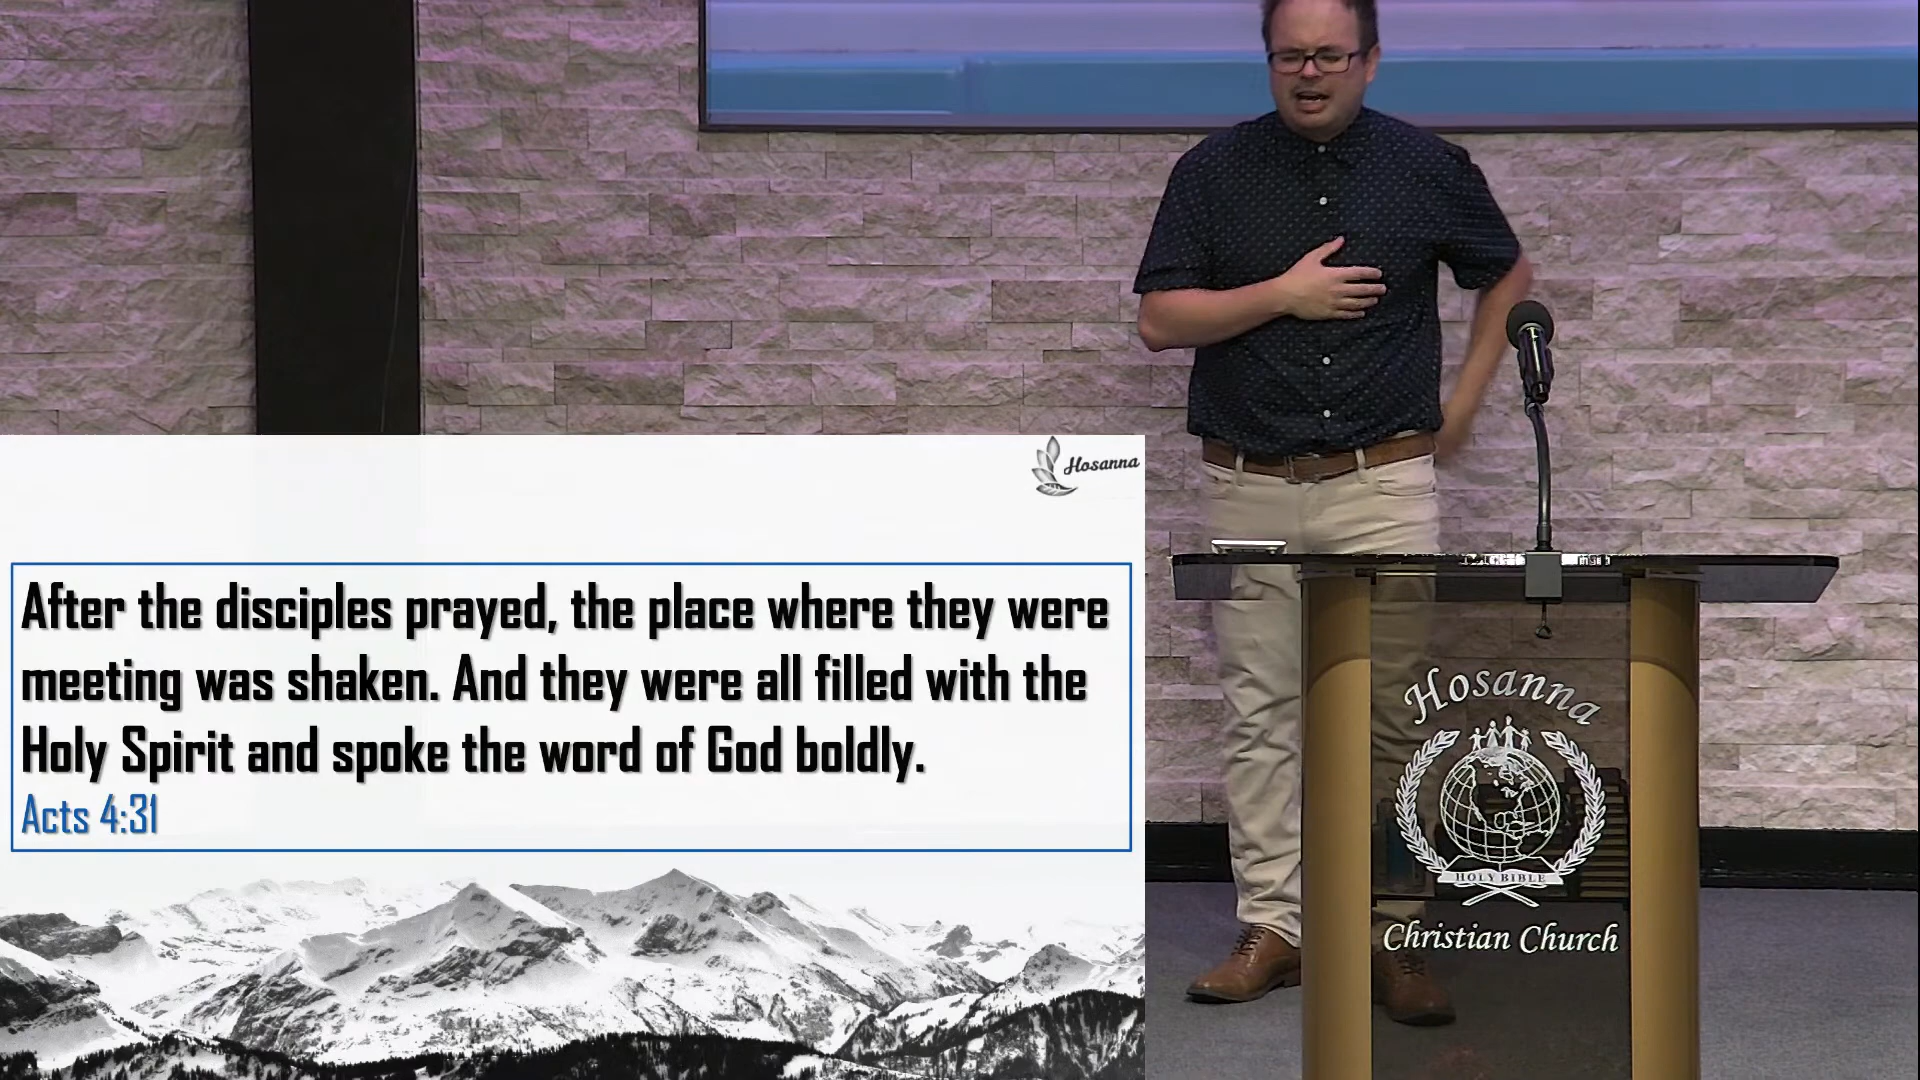 Hosanna
After the disciples prayed, the place where they were
meeting was shaken. And they were all filled with the
Holy Spirit and spoke the word of God boldly.
Acts 4:31
Hosanna
HOLY BIBLE
Christian Church